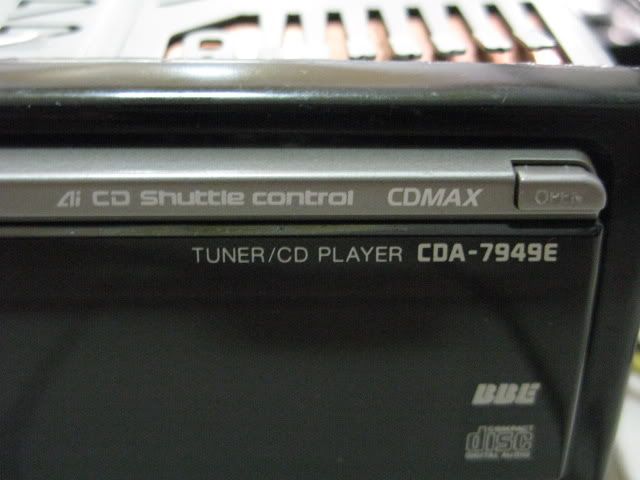 Ai CD Shuttle control CDMAX OPEN
TUNER/CD PLAYER CDA-7949E
BBE
COMPACT
disc
DIGITAL AUDIO